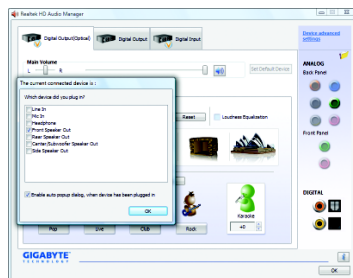 Realtek HD Audio Manager
Digital Output(Optical)
Digital Output
Digital Input
Device advanced settings
Main Volume
L
R
Set Default Device
ANALOG
Back Panel
The current connected device is :
Which device did you plug in?
Line In
Mic In
Headphone
Front Speaker Out
Rear Speaker Out
Center/Subwoofer Speaker Out
Side Speaker Out
Reset
Loudness Equalization
Front Panel
Enable auto popup dialog, when device has been plugged in
OK
DIGITAL
Karaoke
+0
Pop
Live
Club
Rock
GIGABYTE
TECHNOLOGY
OK